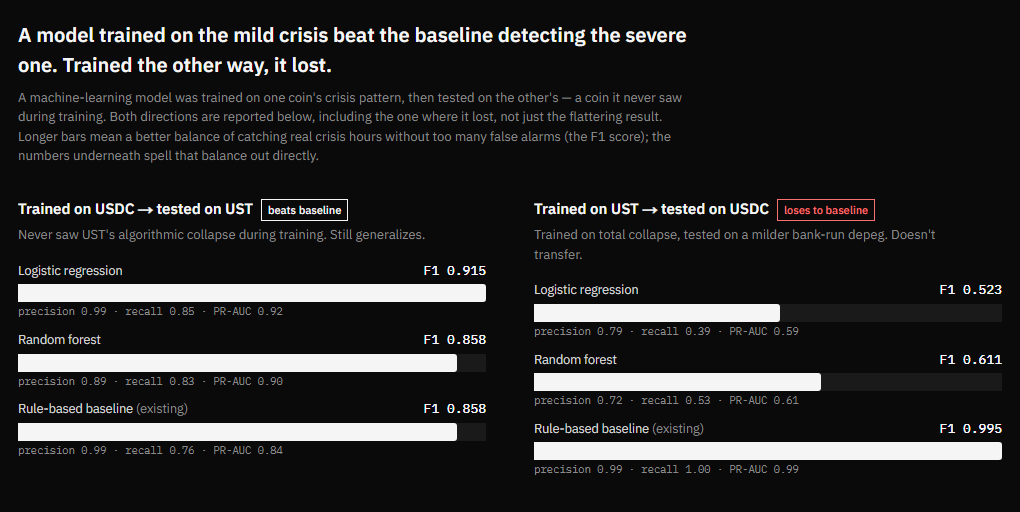 A model trained on the mild crisis beat the baseline detecting the severe
one. Trained the other way, it lost.
A machine-learning model was trained on one coin's crisis pattern, then tested on the other's — a coin it never saw
during training. Both directions are reported below, including the one where it lost, not just the flattering result.
Longer bars mean a better balance of catching real crisis hours without too many false alarms (the F1 score); the
numbers underneath spell that balance out directly.
Trained on USDC → tested on UST beats baseline
Never saw UST's algorithmic collapse during training. Still generalizes.
Logistic regression F1 0.915
precision 0.99 · recall 0.85 · PR-AUC 0.92
Random forest F1 0.858
precision 0.89 · recall 0.83 · PR-AUC 0.90
Rule-based baseline (existing) F1 0.858
precision 0.99 · recall 0.76 · PR-AUC 0.84
Trained on UST → tested on USDC loses to baseline
Trained on total collapse, tested on a milder bank-run depeg. Doesn't
transfer.
Logistic regression F1 0.523
precision 0.79 · recall 0.39 · PR-AUC 0.59
Random forest F1 0.611
precision 0.72 · recall 0.53 · PR-AUC 0.61
Rule-based baseline (existing) F1 0.995
precision 0.99 · recall 1.00 · PR-AUC 0.99